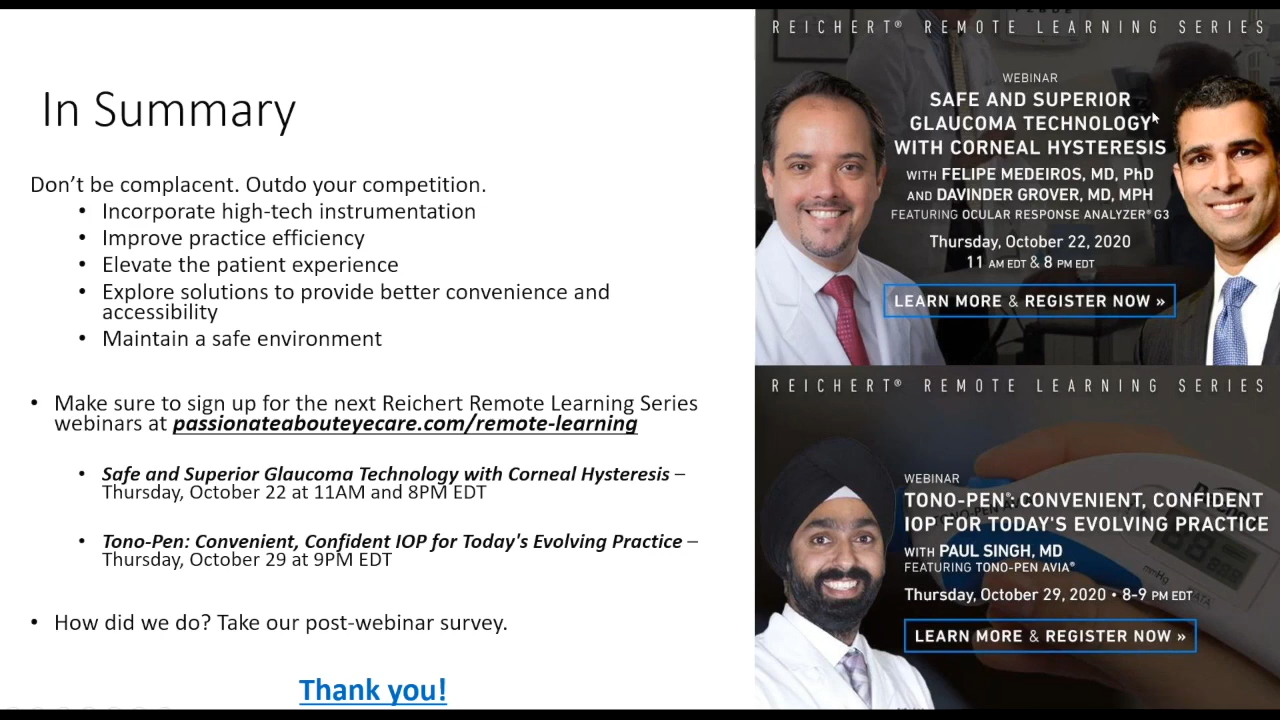 In Summary
Don't be complacent. Outdo your competition.
• Incorporate high-tech instrumentation
• Improve practice efficiency
• Elevate the patient experience
• Explore solutions to provide better convenience and
accessibility
• Maintain a safe environment
• Make sure to sign up for the next Reichert Remote Learning Series
webinars at passionateabouteyecare.com/remote-learning
• Safe and Superior Glaucoma Technology with Corneal Hysteresis –
Thursday, October 22 at 11AM and 8PM EDT
• Tono-Pen: Convenient, Confident IOP for Today's Evolving Practice –
Thursday, October 29 at 9PM EDT
• How did we do? Take our post-webinar survey.
Thank you!
REICHERT® REMOTE LEARNING SERIES
WEBINAR
SAFE AND SUPERIOR
GLAUCOMA TECHNOLOGY
WITH CORNEAL HYSTERESIS
WITH FELIPE MEDEIROS, MD, PhD
AND DAVINDER GROVER, MD, MPH
FEATURING OCULAR RESPONSE ANALYZER® G3
Thursday, October 22, 2020
11 AM EDT & 8 PM EDT
LEARN MORE & REGISTER NOW »
REICHERT® REMOTE LEARNING SERIES
WEBINAR
TONO-PEN®: CONVENIENT, CONFIDENT
IOP FOR TODAY'S EVOLVING PRACTICE
WITH PAUL SINGH, MD
FEATURING TONO-PEN AVIA®
Thursday, October 29, 2020 • 8-9 PM EDT
LEARN MORE & REGISTER NOW »
mmHg